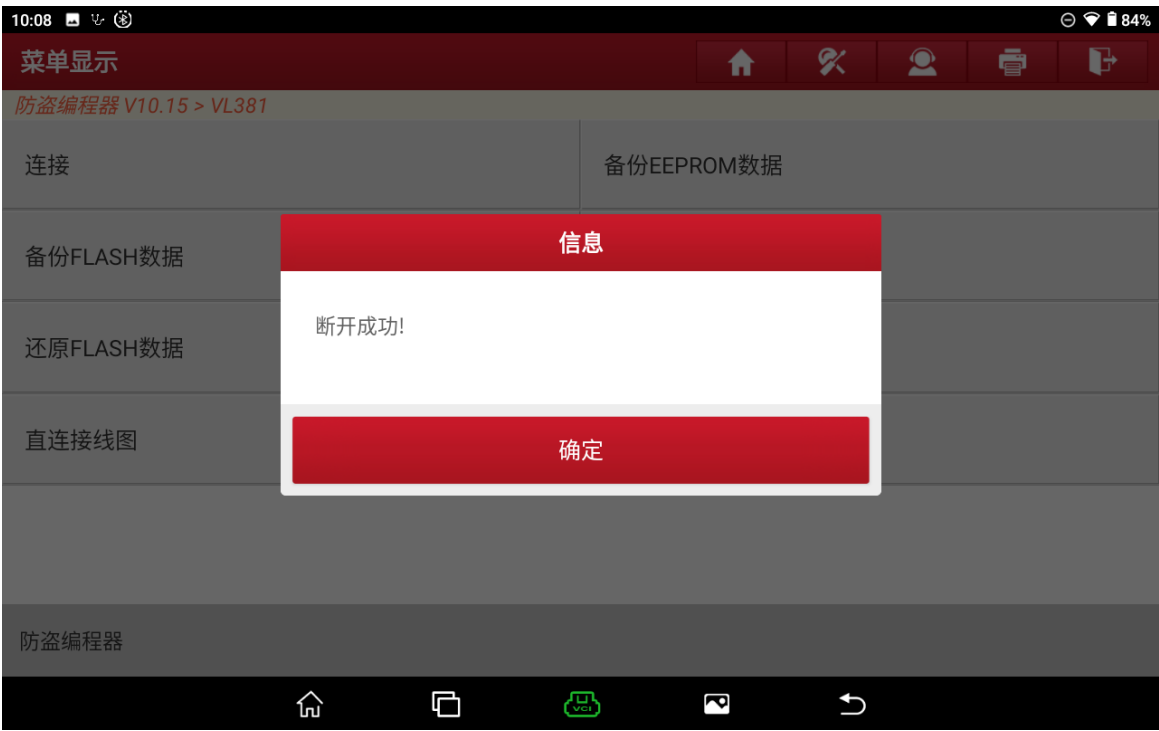 10:08
84%
菜单显示
防盗编程器 V10.15 > VL381
连接
备份EEPROM数据
备份FLASH数据
信息
断开成功!
还原FLASH数据
直连接线图
确定
防盗编程器
VCI